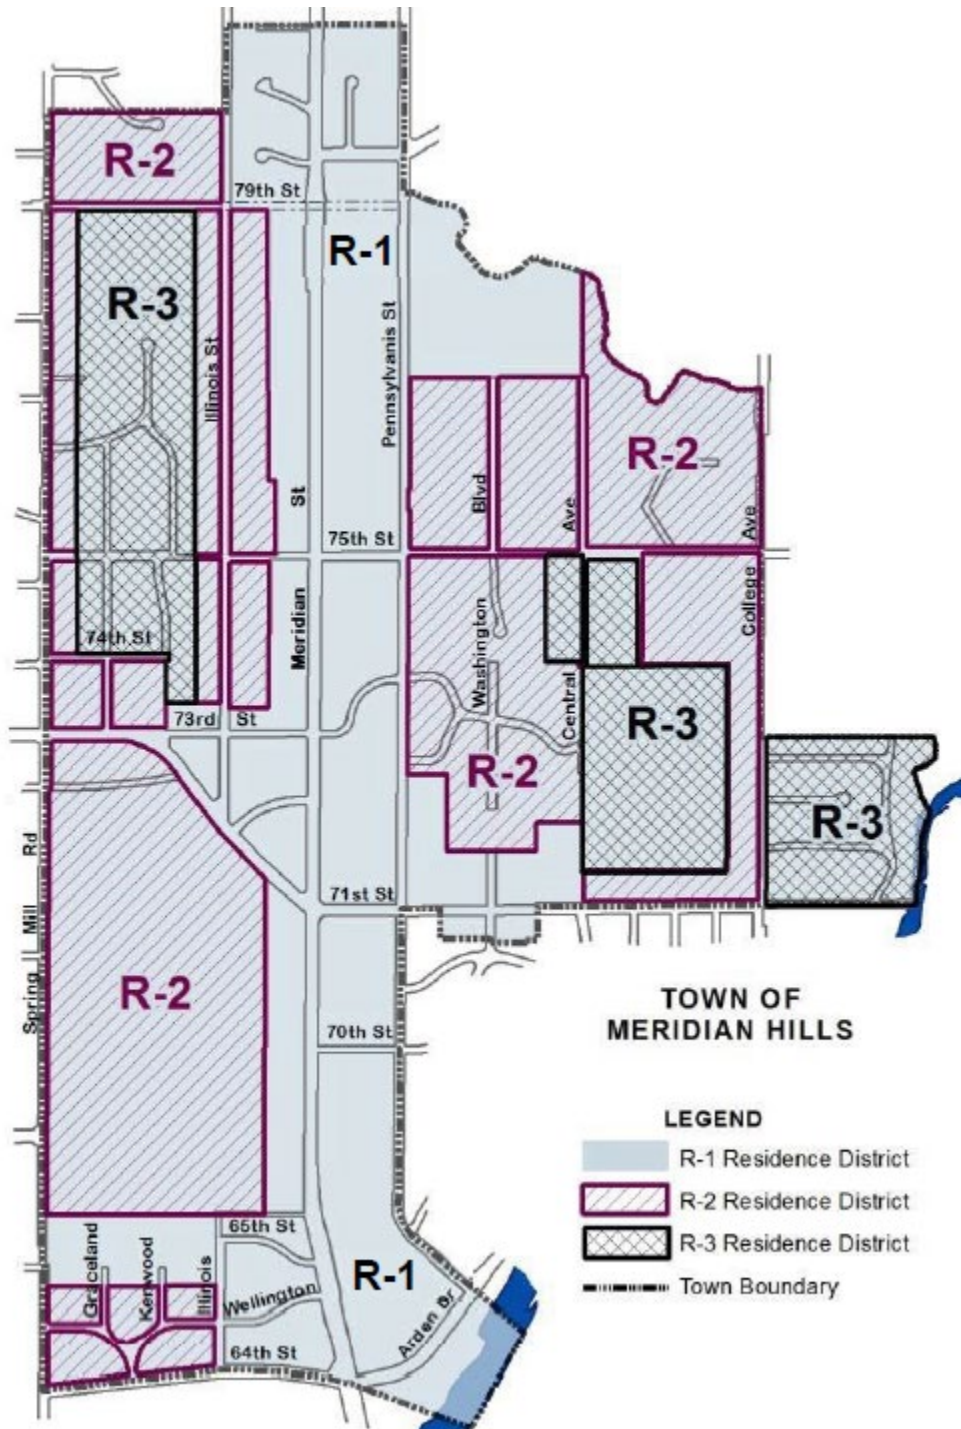 R-2
79th St
R-1
R-3
Illinois St
Pennsylvanis St
R-2
Blvd
Ave
Ave
St
75th St
74th St
Meridian
Washington
College
Central
73rd St
R-3
R-2
R-3
Rd
71st St
Mill
R-2
Spring
70th St
TOWN OF
MERIDIAN HILLS
LEGEND
R-1 Residence District
R-2 Residence District
R-3 Residence District
Town Boundary
65th St
Graceland
Kenwood
Illinois
Wellington
R-1
Arden Dr
64th St